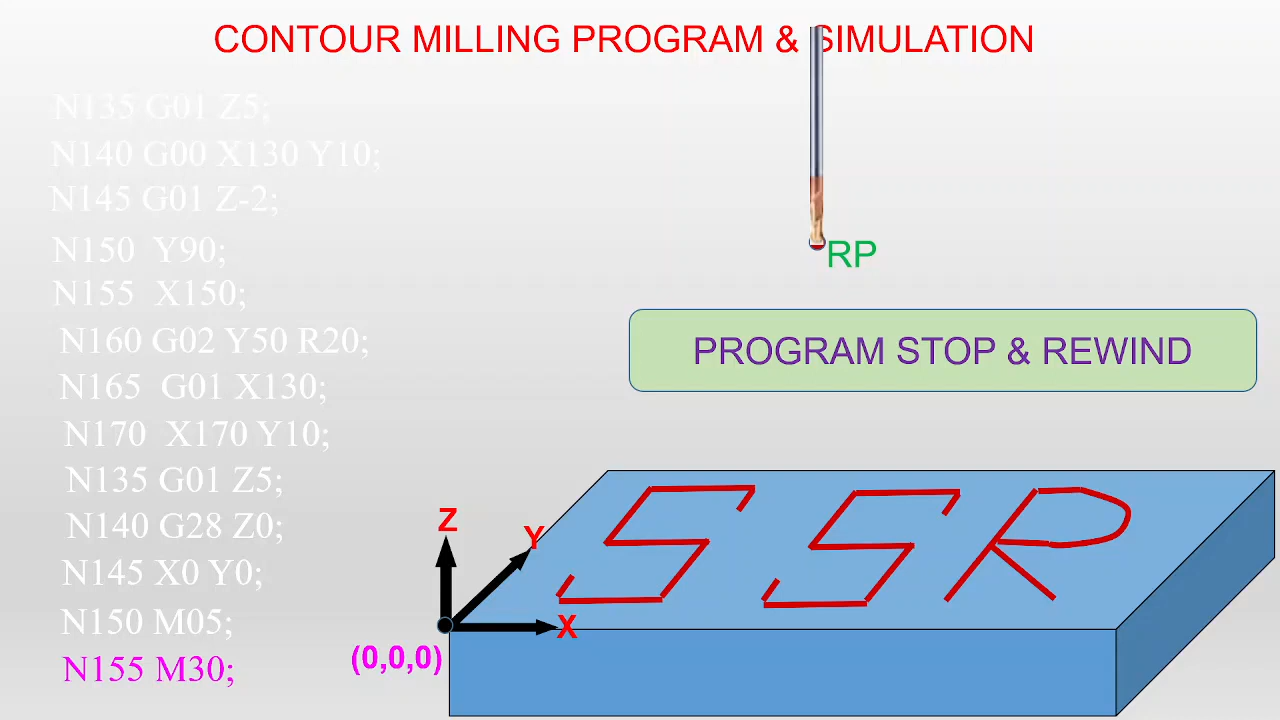 CONTOUR MILLING PROGRAM & SIMULATION
N135 G01 Z5;
N140 G00 X130 Y10;
N145 G01 Z-2;
N150 Y90;
N155 X150;
N160 G02 Y50 R20;
N165 G01 X130;
N170 X170 Y10;
N135 G01 Z5;
N140 G28 Z0;
N145 X0 Y0;
N150 M05;
N155 M30;
RP
PROGRAM STOP & REWIND
Z
Y
X
(0,0,0)
SSR